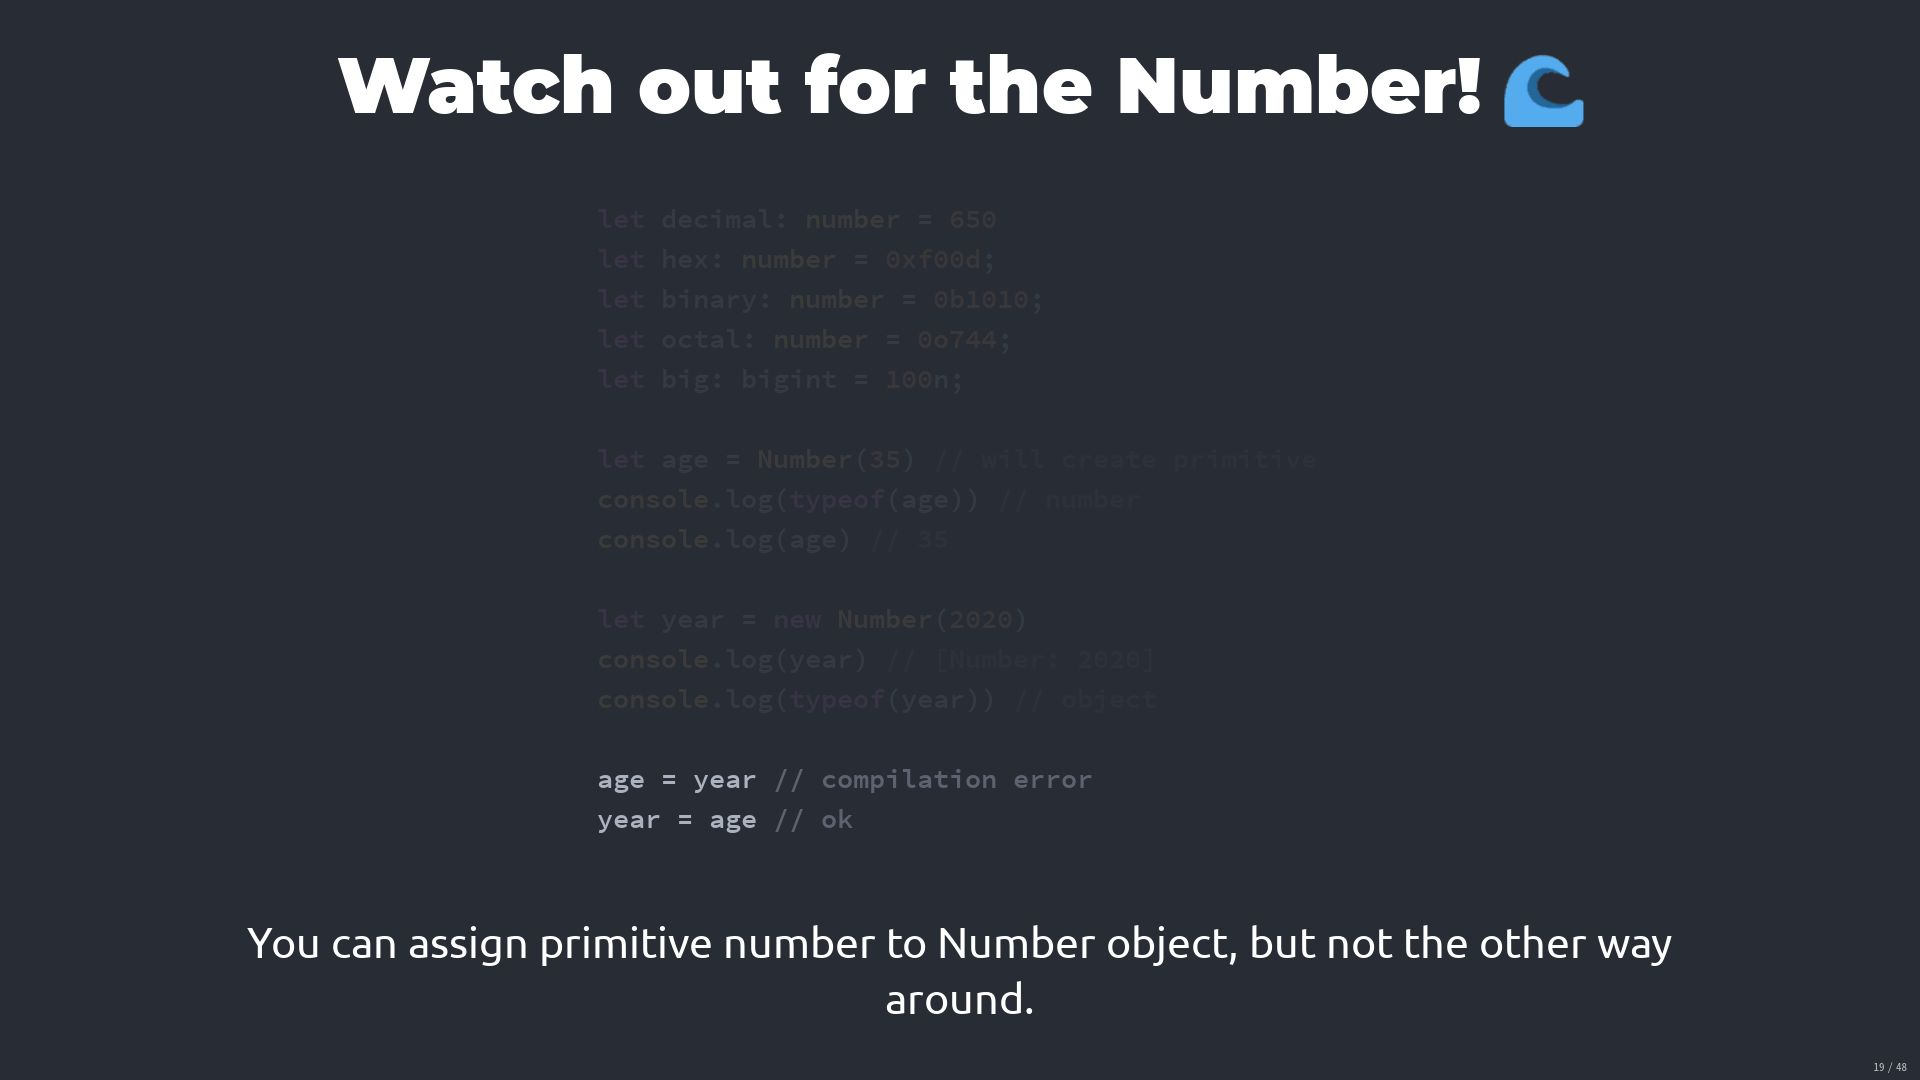 Watch out for the Number! 🌊
let decimal: number = 650
let hex: number = 0xf00d;
let binary: number = 0b1010;
let octal: number = 0o744;
let big: bigint = 100n;
let age = Number(35) // will create primitive
console.log(typeof(age)) // number
console.log(age) // 35
let year = new Number(2020)
console.log(year) // [Number: 2020]
console.log(typeof(year)) // object
age = year // compilation error
year = age // ok
You can assign primitive number to Number object, but not the other way
around.
19 / 48